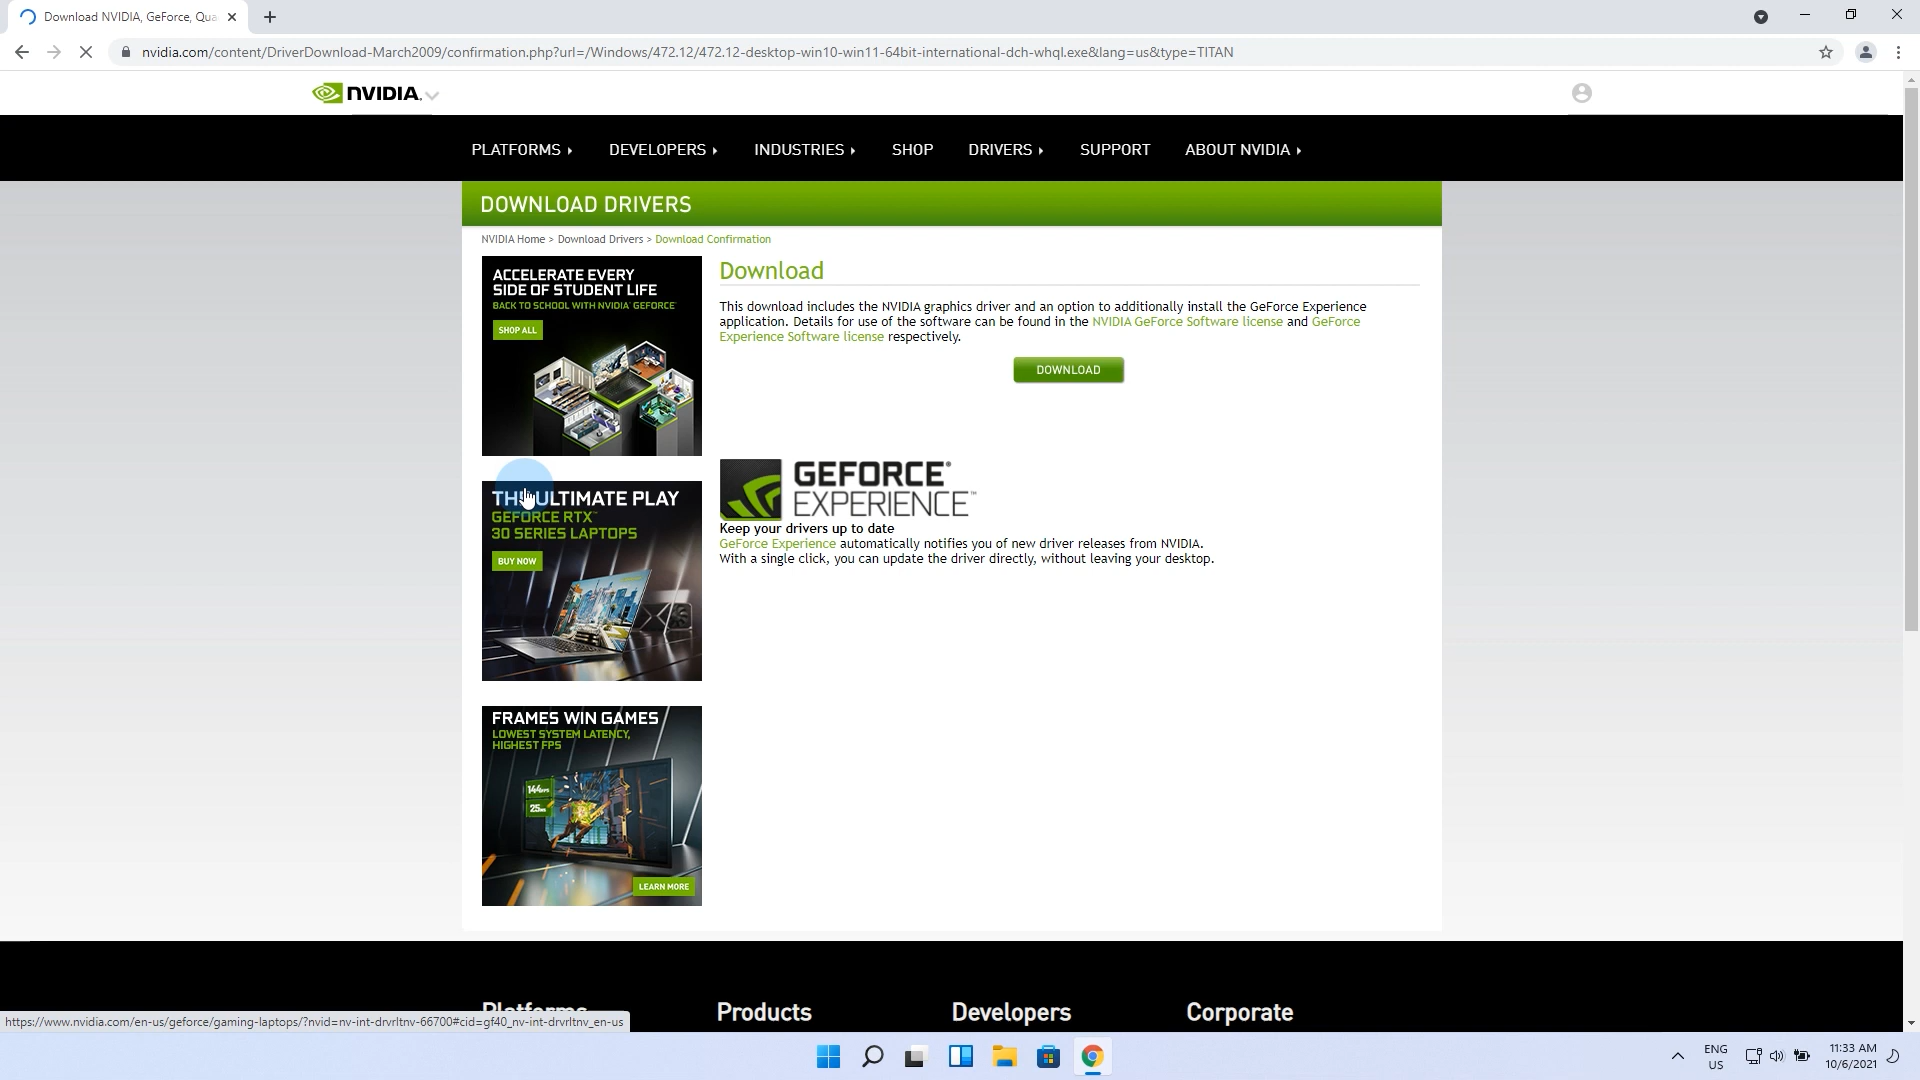 Download NVIDIA, GeForce, Qua
nvidia.com/content/DriverDownload-March2009/confirmation.php?url=/Windows/472.12/472.12-desktop-win10-win11-64bit-international-dch-whql.exe&lang=us&type=TITAN
NVIDIA.
PLATFORMS DEVELOPERS INDUSTRIES SHOP DRIVERS SUPPORT ABOUT NVIDIA
DOWNLOAD DRIVERS
NVIDIA Home > Download Drivers > Download Confirmation
ACCELERATE EVERY
SIDE OF STUDENT LIFE
BACK TO SCHOOL WITH NVIDIA GEFORCE
SHOP ALL
Download
This download includes the NVIDIA graphics driver and an option to additionally install the GeForce Experience
application. Details for use of the software can be found in the NVIDIA GeForce Software license and GeForce
Experience Software license respectively.
DOWNLOAD
GEFORCE®
EXPERIENCE™
Keep your drivers up to date
GeForce Experience automatically notifies you of new driver releases from NVIDIA.
With a single click, you can update the driver directly, without leaving your desktop.
THE ULTIMATE PLAY
GEFORCE RTX™
30 SERIES LAPTOPS
BUY NOW
FRAMES WIN GAMES
LOWEST SYSTEM LATENCY,
HIGHEST FPS
144FPS
25ms
LEARN MORE
Platforms Products Developers Corporate
https://www.nvidia.com/en-us/geforce/gaming-laptops/?nvid=nv-int-drvrltnv-66700#cid=gf40_nv-int-drvrltnv_en-us
ENG
US
11:33 AM
10/6/2021